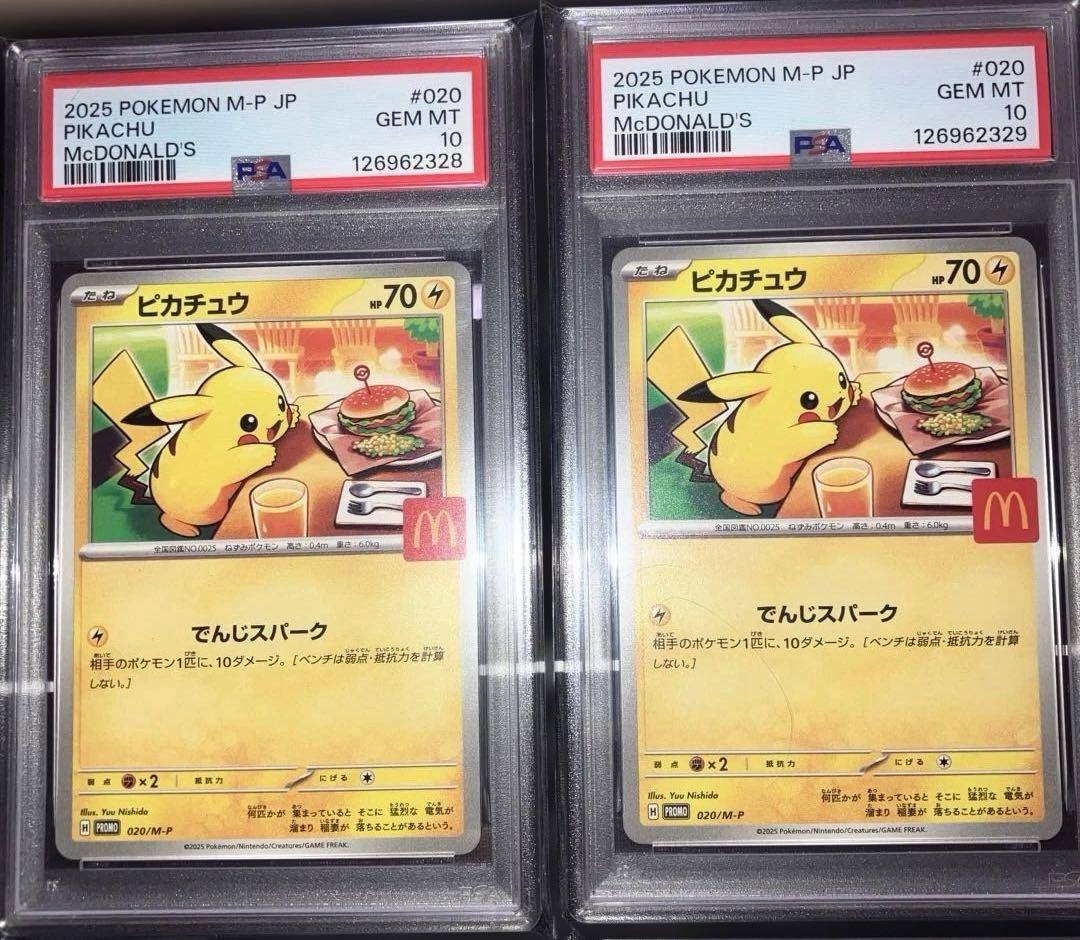 2025 POKEMON M-P JP #020
PIKACHU GEM MT
McDONALD'S 10
126962328
PSA
たね ピカチュウ HP70
M
全国図鑑NO.0025 ねずみポケモン 高さ:0.4m 重さ:6.0kg
でんじスパーク
相手のポケモン1匹に、10ダメージ。[ベンチは弱点・抵抗力を計算
しない。]
弱点 ×2 抵抗力 にげる
Illus. Yuu Nishida
何匹かが 集まっていると そこに 猛烈な 電気が
溜まり 稲妻が 落ちることがあるという。
H PROMO 020/M-P
©2025 Pokémon/Nintendo/Creatures/GAME FREAK.
2025 POKEMON M-P JP #020
PIKACHU GEM MT
McDONALD'S 10
126962329
PSA
たね ピカチュウ HP70
M
全国図鑑NO.0025 ねずみポケモン 高さ:0.4m 重さ:6.0kg
でんじスパーク
相手のポケモン1匹に、10ダメージ。[ベンチは弱点・抵抗力を計算
しない。]
弱点 ×2 抵抗力 にげる
Illus. Yuu Nishida
何匹かが 集まっていると そこに 猛烈な 電気が
溜まり 稲妻が 落ちることがあるという。
H PROMO 020/M-P
©2025 Pokémon/Nintendo/Creatures/GAME FREAK.